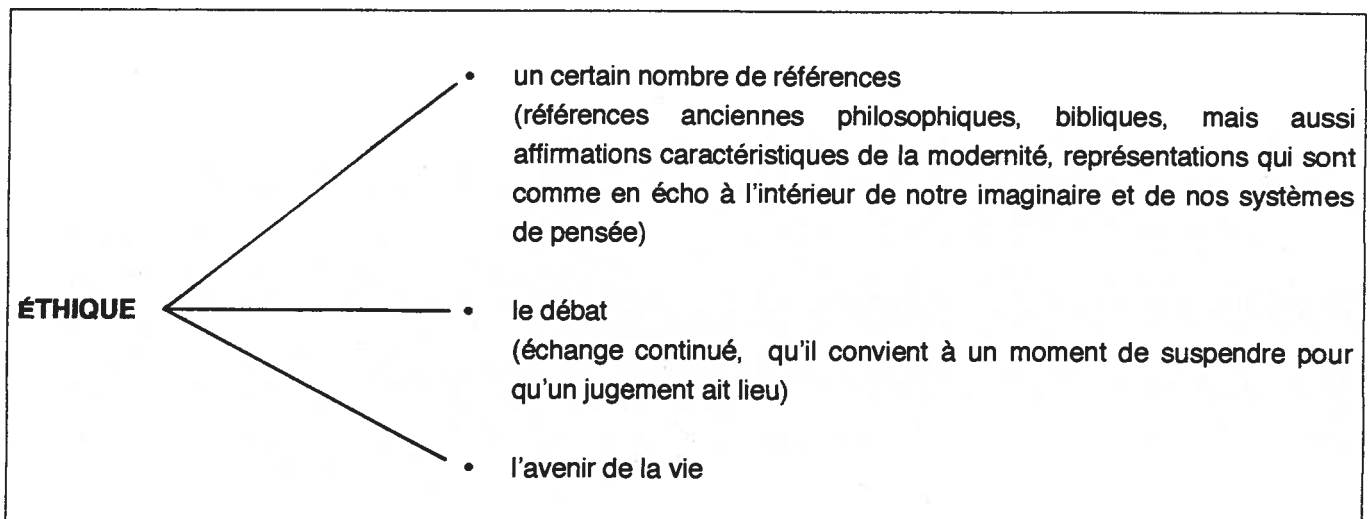 • un certain nombre de références
(références anciennes philosophiques, bibliques, mais aussi
affirmations caractéristiques de la modernité, représentations qui sont
comme en écho à l'intérieur de notre imaginaire et de nos systèmes
de pensée)
ÉTHIQUE • le débat
(échange continué, qu'il convient à un moment de suspendre pour
qu'un jugement ait lieu)
• l'avenir de la vie